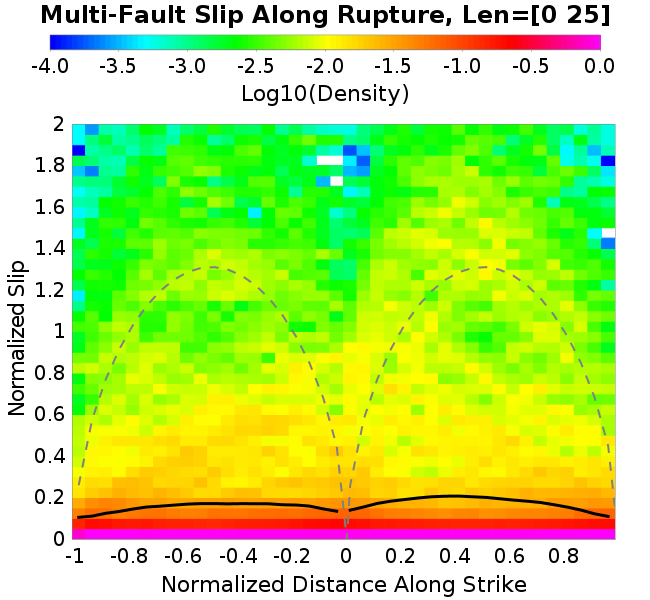 Multi-Fault Slip Along Rupture, Len=[0 25]
-4.0 -3.5 -3.0 -2.5 -2.0 -1.5 -1.0 -0.5 0.0
Log10(Density)
2
1.8
1.6
1.4
1.2
1
0.8
0.6
0.4
0.2
0
Normalized Slip
-1 -0.8 -0.6 -0.4 -0.2 0 0.2 0.4 0.6 0.8
Normalized Distance Along Strike